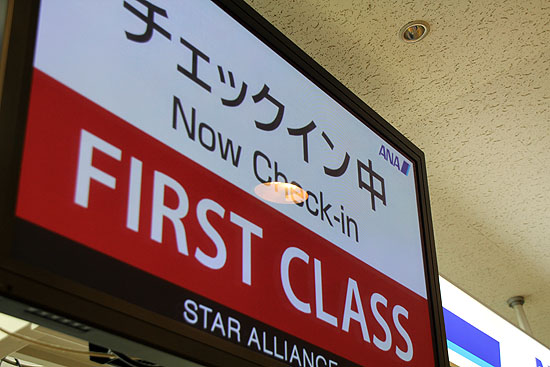 チェックイン中
ANA
Now Check-in
FIRST CLASS
STAR ALLIANCE